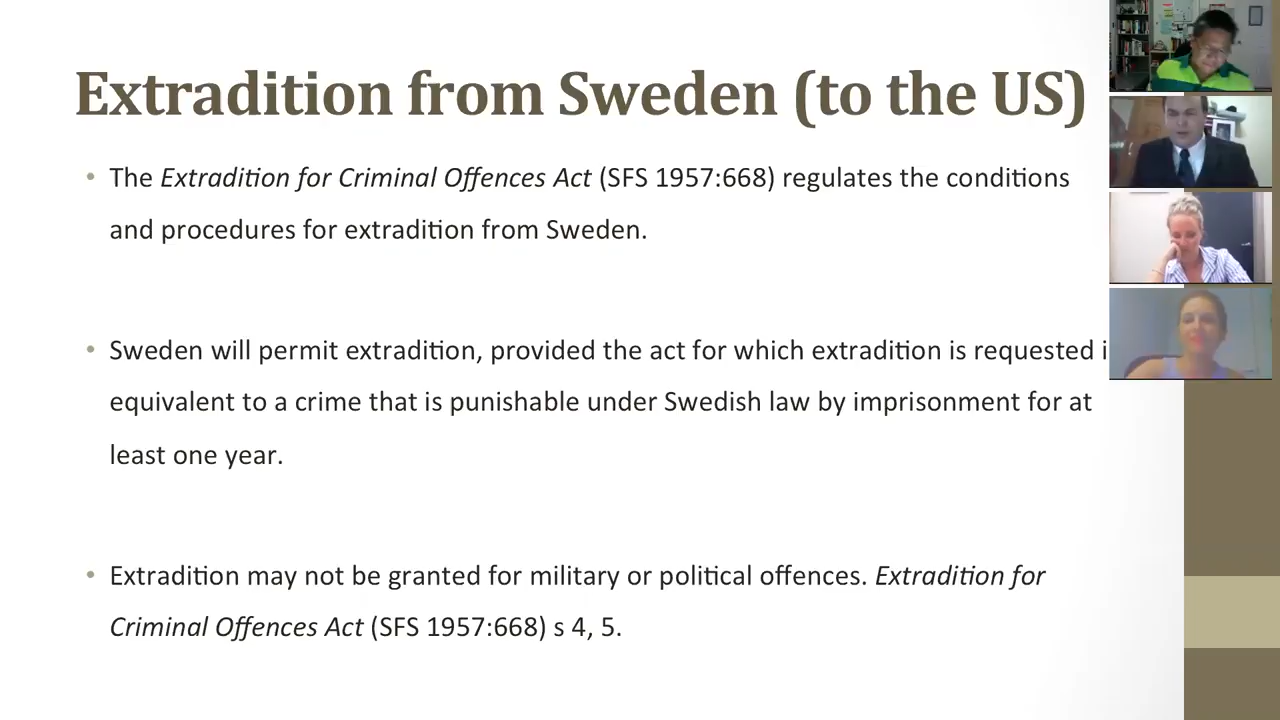 Extradition from Sweden (to the US)
• The Extradition for Criminal Offences Act (SFS 1957:668) regulates the conditions
and procedures for extradition from Sweden.
• Sweden will permit extradition, provided the act for which extradition is requested i
equivalent to a crime that is punishable under Swedish law by imprisonment for at
least one year.
• Extradition may not be granted for military or political offences. Extradition for
Criminal Offences Act (SFS 1957:668) s 4, 5.